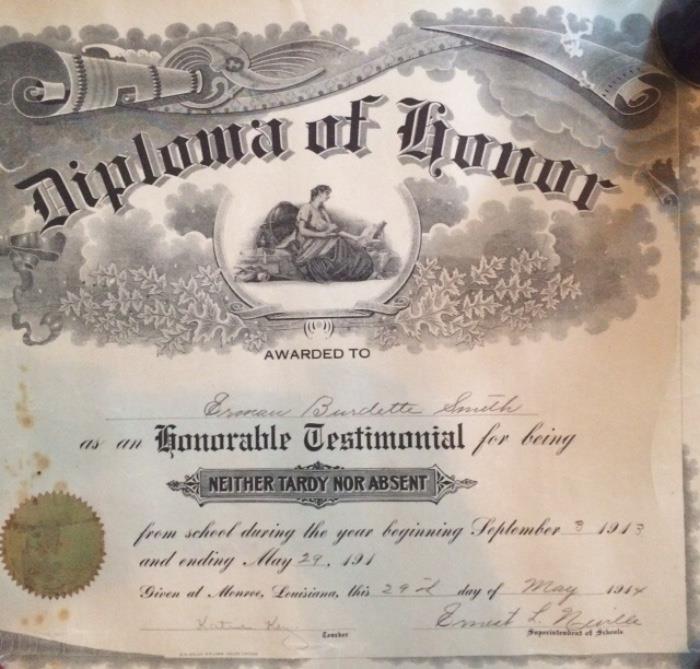 Diploma of Honor
AWARDED TO
Erman Burdette Smith
as an Honorable Testimonial for being
NEITHER TARDY NOR ABSENT
from school during the year beginning September 3 1913
and ending May 29, 191
Given at Monroe, Louisiana, this 29th day of May 1914
Ernest L. Neville
Teacher
Superintendent of Schools